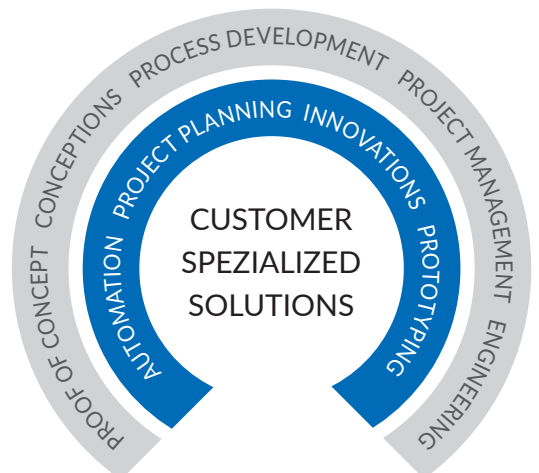 PROOF OF CONCEPT CONCEPTIONS PROCESS DEVELOPMENT PROJECT MANAGEMENT ENGINEERING
AUTOMATION PROJECT PLANNING INNOVATIONS PROTOTYPING
CUSTOMER
SPEZIALIZED
SOLUTIONS